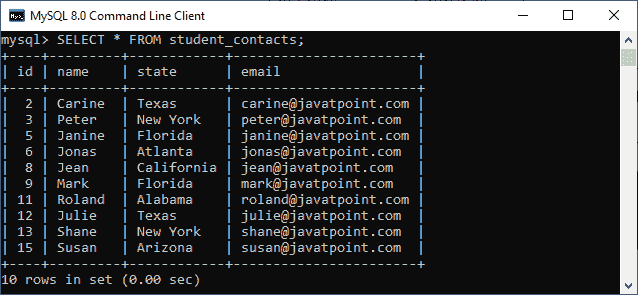 MySQL 8.0 Command Line Client
mysql> SELECT * FROM student_contacts;
+----+---------+------------+-----------------------+
| id | name    | state      | email                 |
+----+---------+------------+-----------------------+
|  2 | Carine  | Texas      | carine@javatpoint.com |
|  3 | Peter   | New York   | peter@javatpoint.com  |
|  5 | Janine  | Florida    | janine@javatpoint.com |
|  6 | Jonas   | Atlanta    | jonas@javatpoint.com  |
|  8 | Jean    | California | jean@javatpoint.com   |
|  9 | Mark    | Florida    | mark@javatpoint.com   |
| 11 | Roland  | Alabama    | roland@javatpoint.com |
| 12 | Julie   | Texas      | julie@javatpoint.com  |
| 13 | Shane   | New York   | shane@javatpoint.com  |
| 15 | Susan   | Arizona    | susan@javatpoint.com  |
+----+---------+------------+-----------------------+
10 rows in set (0.00 sec)